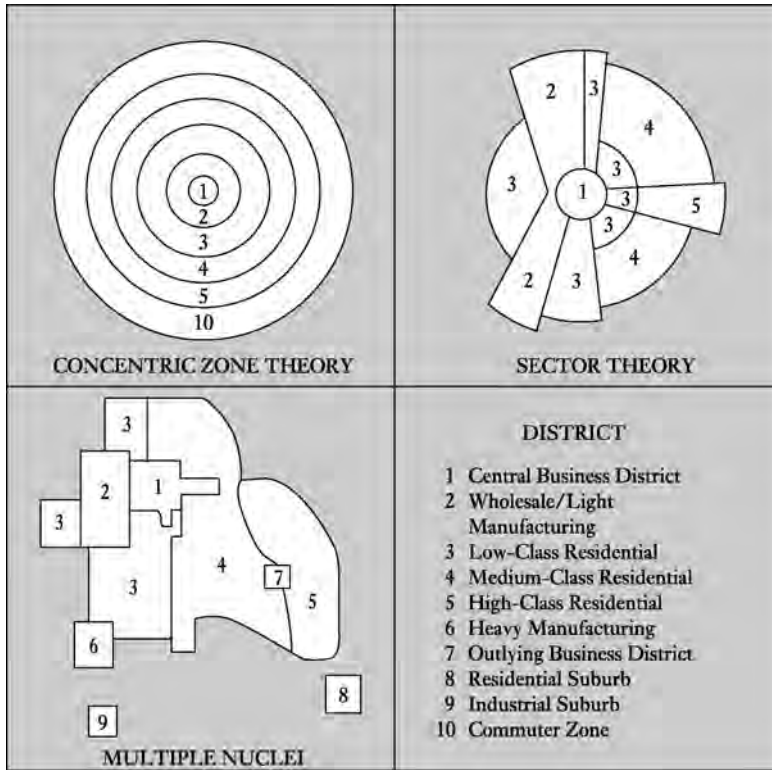 1
2
3
4
5
10
CONCENTRIC ZONE THEORY
2
3
4
3
3
1
3
5
3
4
2
3
SECTOR THEORY
3
2
1
3
3
4
7
5
6
8
9
MULTIPLE NUCLEI
DISTRICT
1 Central Business District
2 Wholesale/Light
Manufacturing
3 Low-Class Residential
4 Medium-Class Residential
5 High-Class Residential
6 Heavy Manufacturing
7 Outlying Business District
8 Residential Suburb
9 Industrial Suburb
10 Commuter Zone